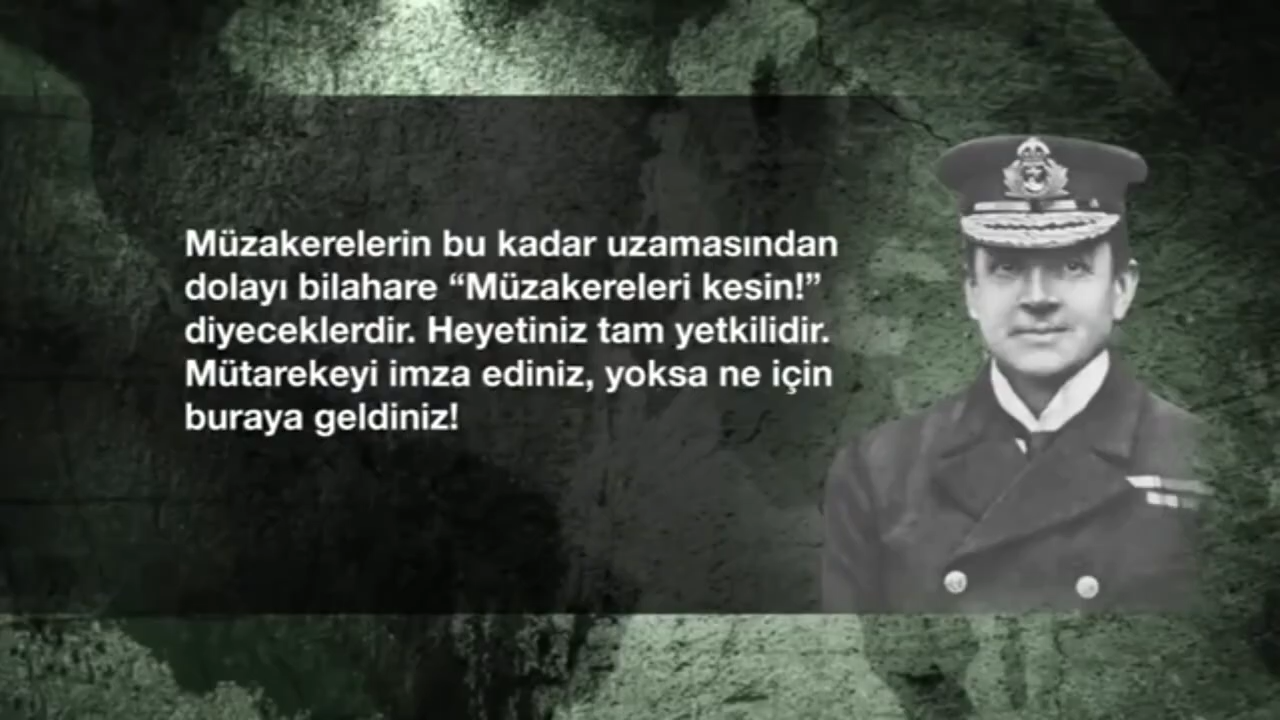 Müzakerelerin bu kadar uzamasından
dolayı bilahare “Müzakereleri kesin!”
diyeceklerdir. Heyetiniz tam yetkilidir.
Mütarekeyi imza ediniz, yoksa ne için
buraya geldiniz!